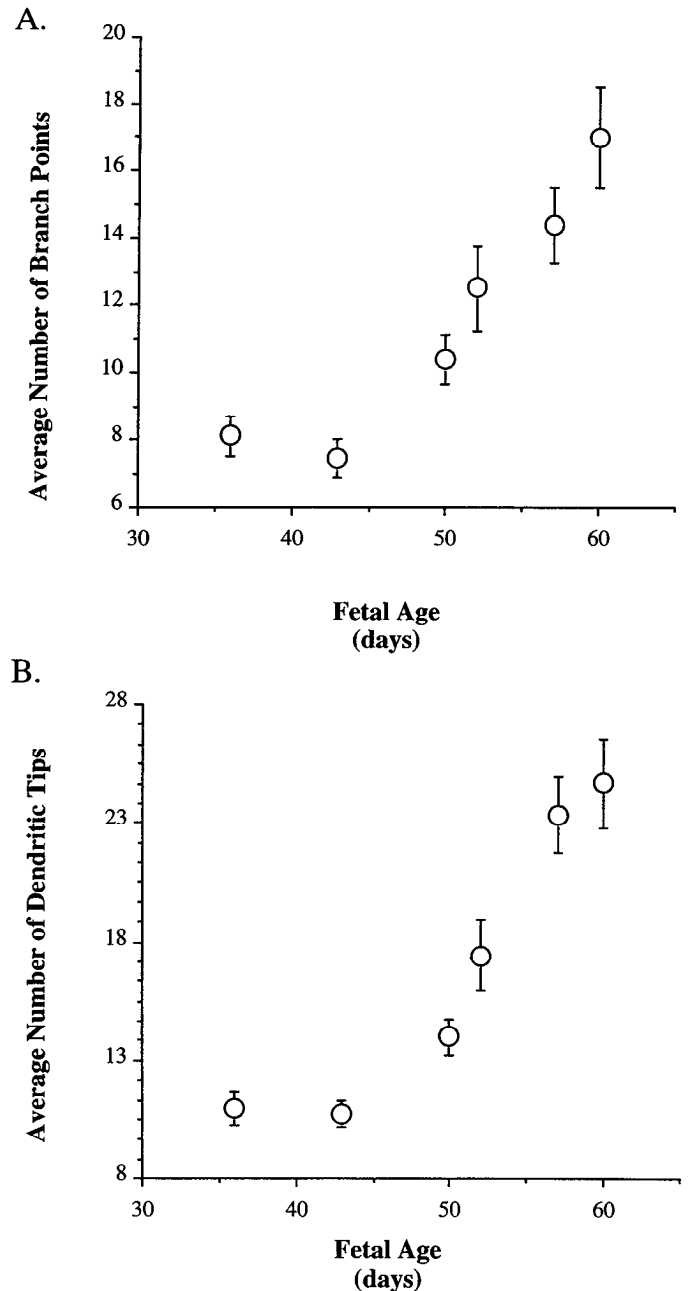 A.
Average Number of Branch Points
20
18
16
14
12
10
8
6
30
40
50
60
Fetal Age
(days)
B.
Average Number of Dendritic Tips
28
23
18
13
8
30
40
50
60
Fetal Age
(days)